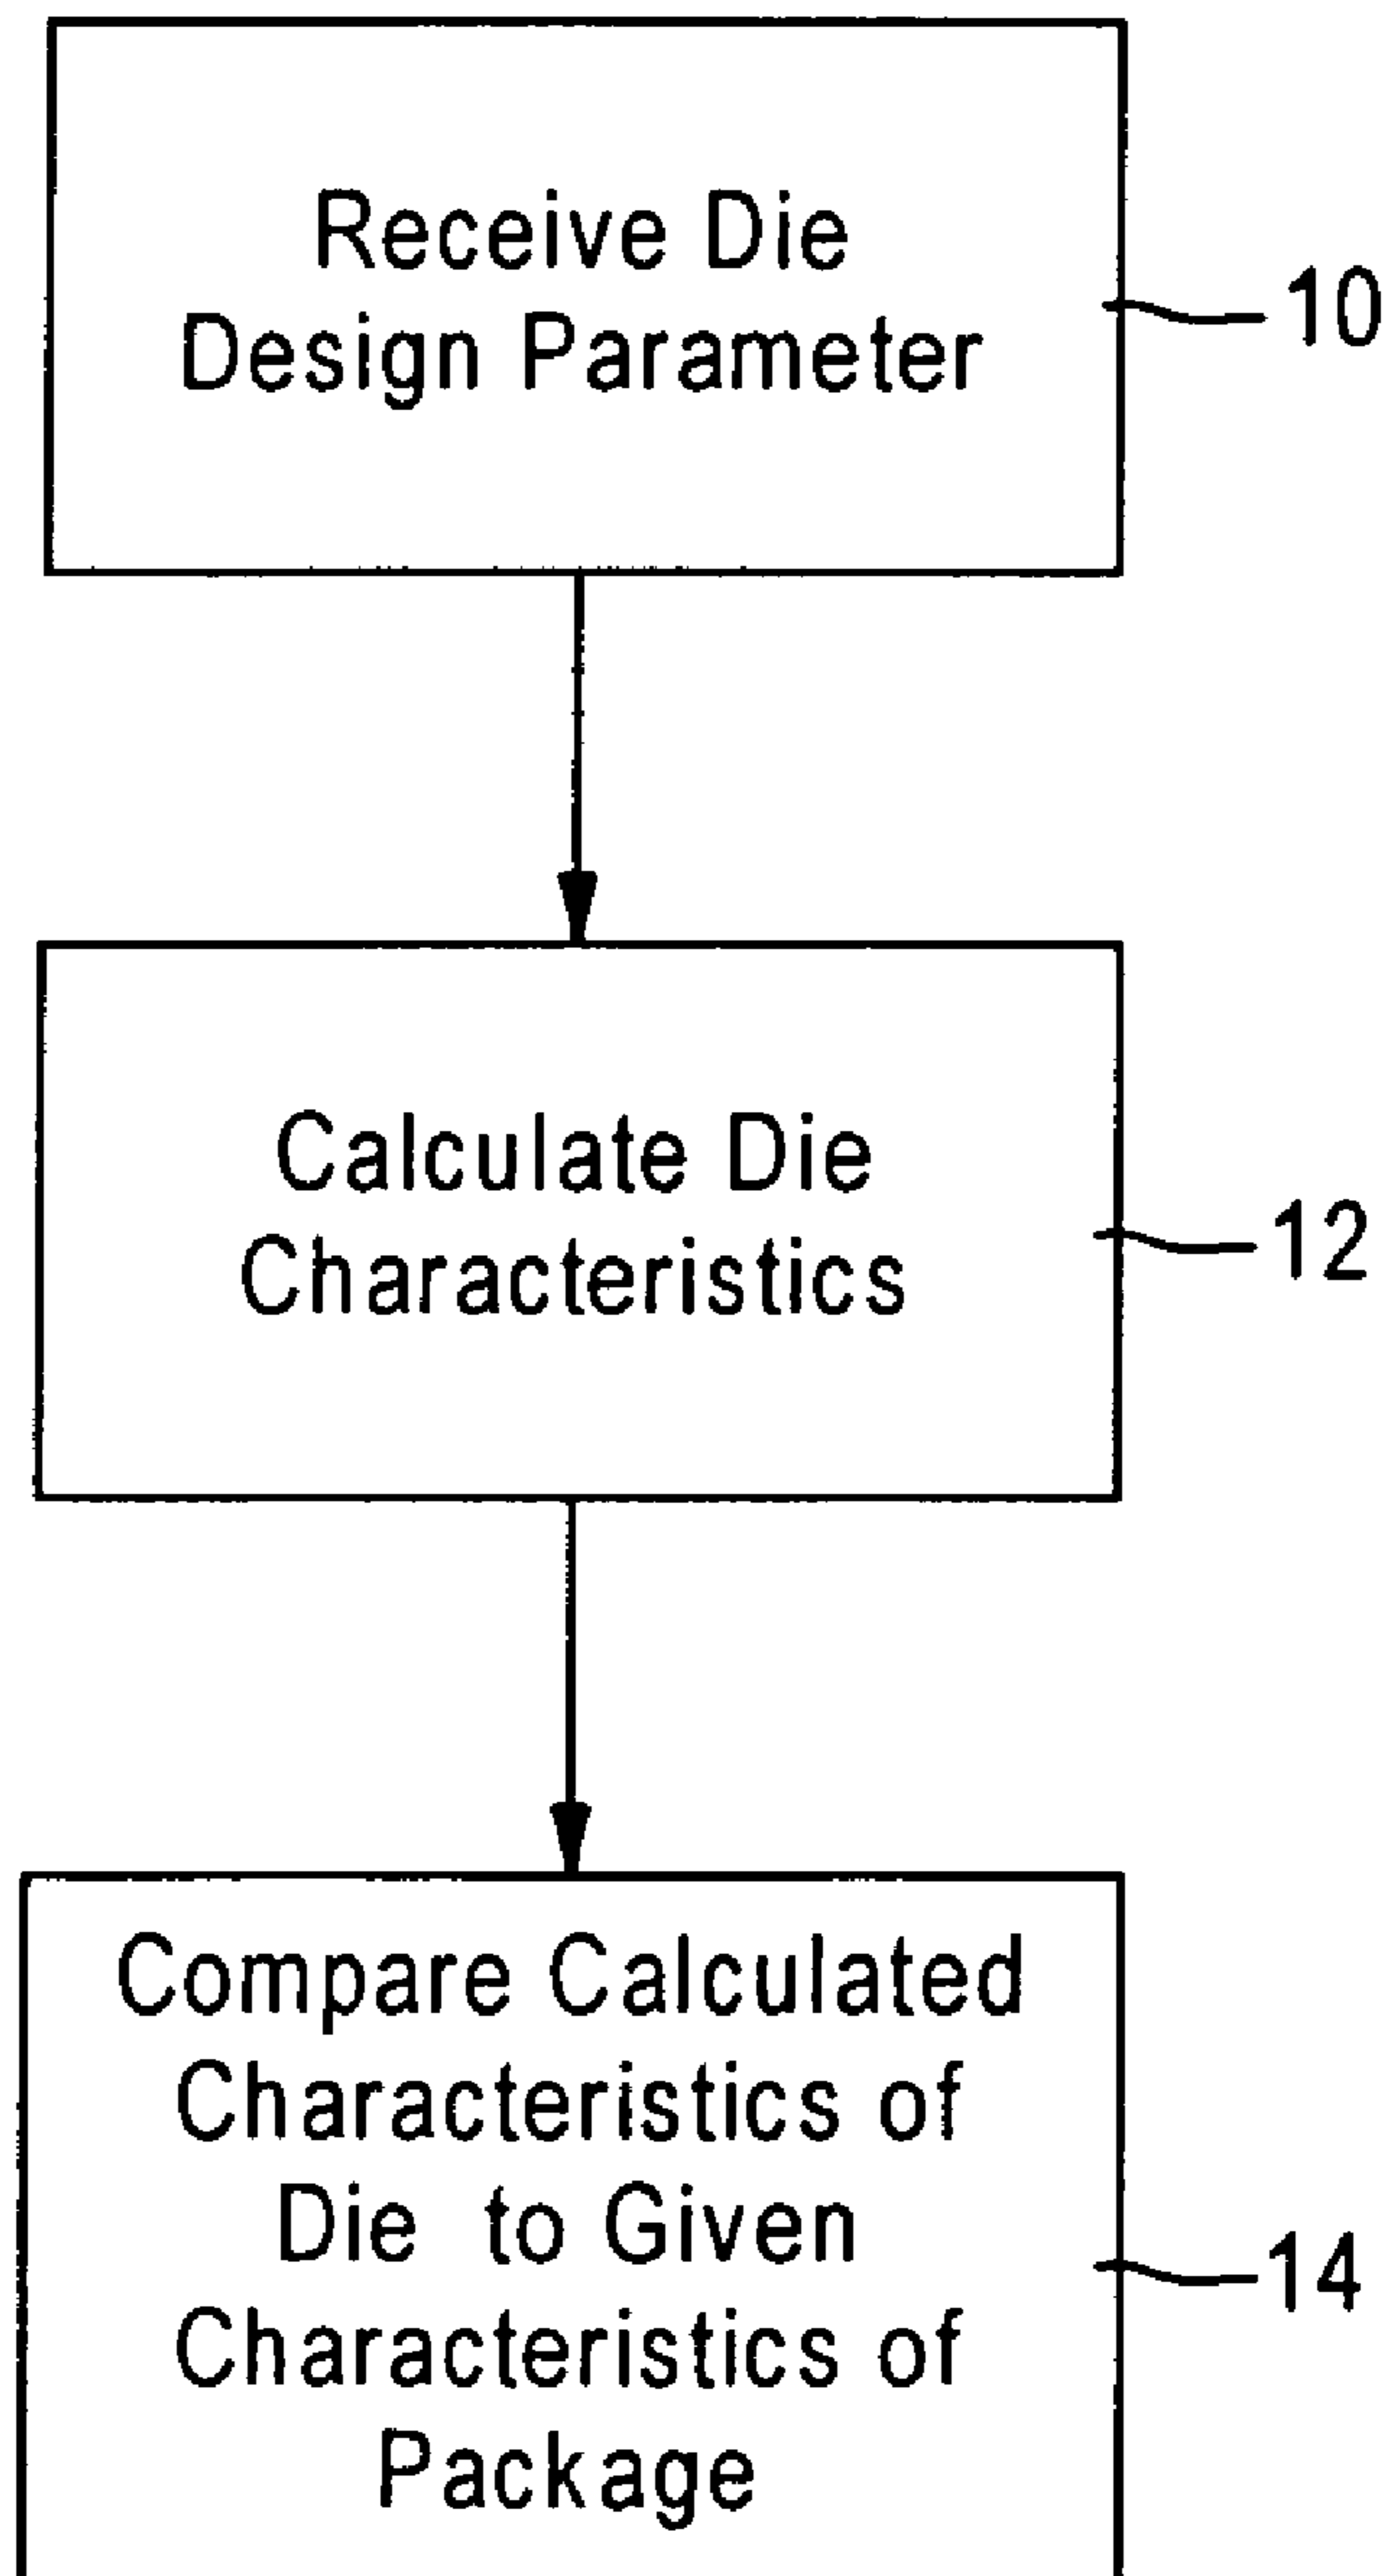 Receive Die
Design Parameter
10
Calculate Die
Characteristics
12
Compare Calculated
Characteristics of
Die to Given
Characteristics of
Package
14